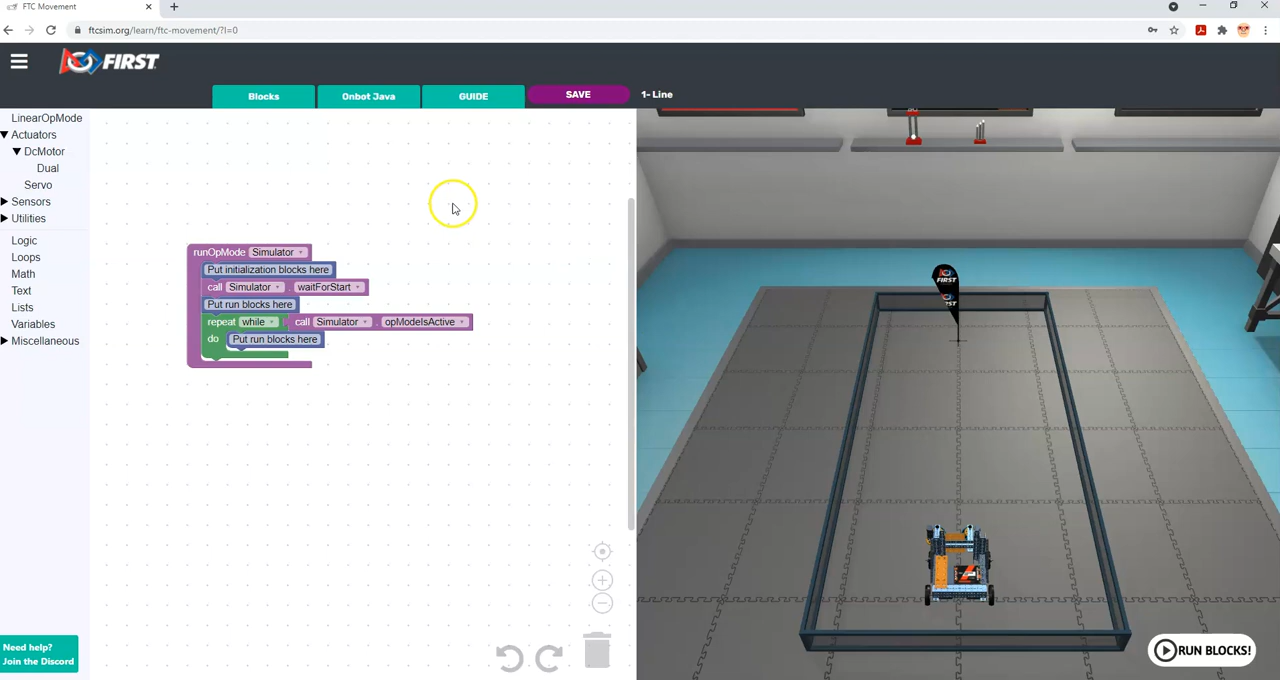 FTC Movement
ftcsim.org/learn/ftc-movement/?l=0
FIRST
Blocks
Onbot Java
GUIDE
SAVE
1- Line
LinearOpMode
Actuators
DcMotor
Dual
Servo
Sensors
Utilities
Logic
Loops
Math
Text
Lists
Variables
Miscellaneous
runOpMode Simulator
Put initialization blocks here
call Simulator . waitForStart
Put run blocks here
repeat while call Simulator . opModeIsActive
do Put run blocks here
Need help?
Join the Discord
RUN BLOCKS!